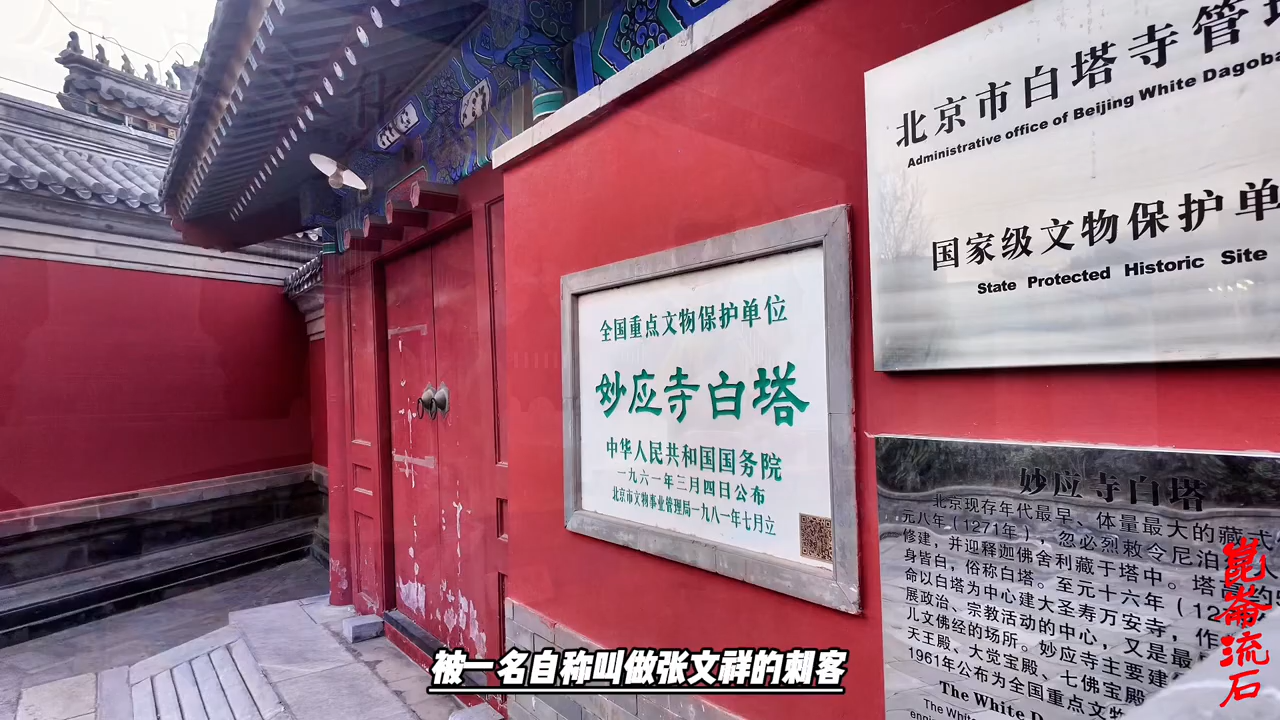 北京市白塔寺管理
Administrative office of Beijing White Dagoba
国家级文物保护单
State Protected Historic Site
全国重点文物保护单位
妙应寺白塔
中华人民共和国国务院
一九六一年三月四日公布
北京市文物事业管理局一九八一年七月立
妙应寺白塔
北京现存年代最早、体量最大的藏式
元八年（1271年），忽必烈敕令尼泊
修建，并迎释迦佛舍利藏于塔中。塔
身皆白，俗称白塔。至元十六年（12
命以白塔为中心建大圣寿万安寺，作
展政治、宗教活动的中心，又是最
儿文佛经的场所。妙应寺主要建
天王殿、大觉宝殿、七佛宝殿
1961年公布为全国重点文物
The White D
The White
被一名自称叫做张文祥的刺客
崑崙流石